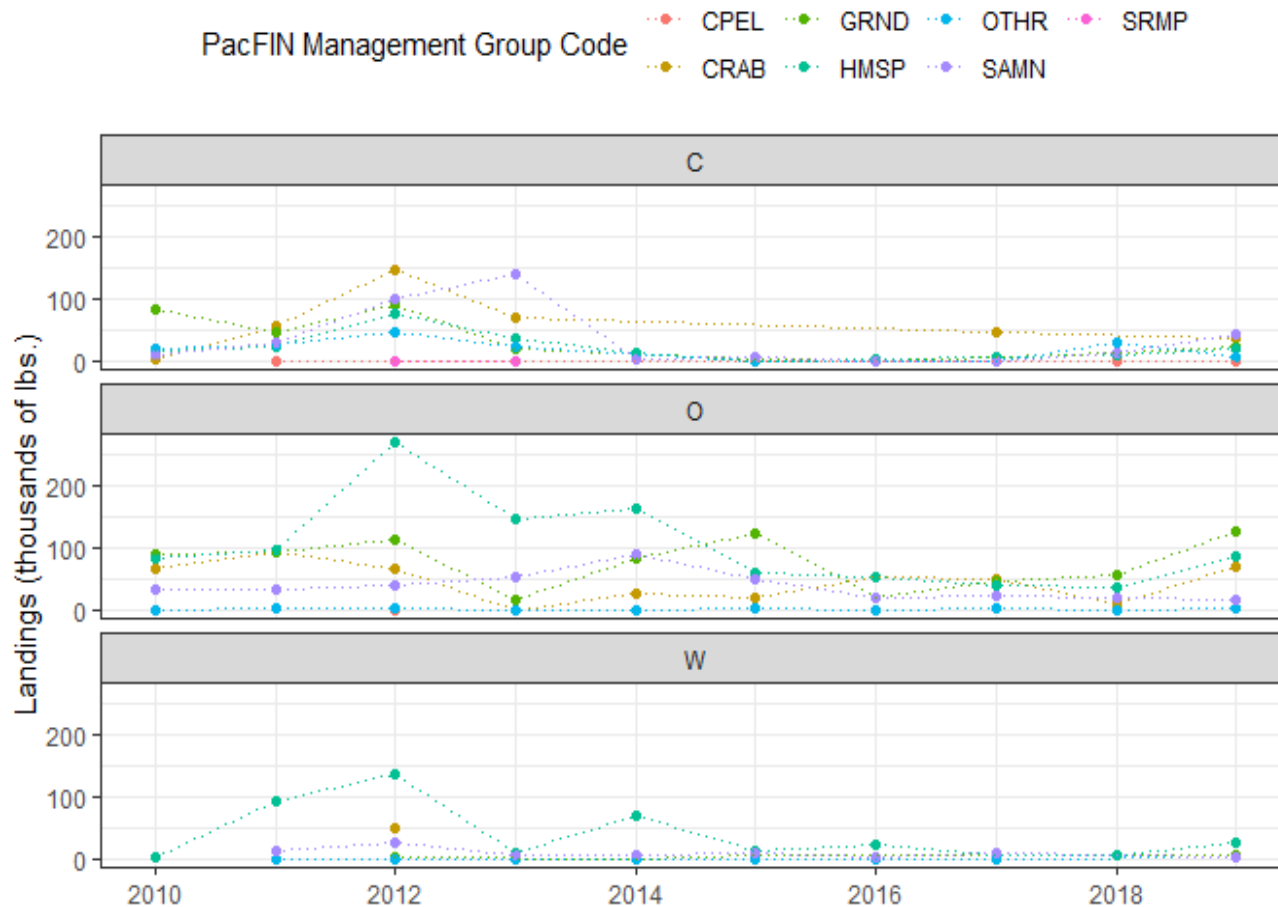 PacFIN Management Group Code
CPEL GRND OTHR SRMP
CRAB HMSP SAMN
Landings (thousands of lbs.)
C
200
100
0
O
200
100
0
W
200
100
0
2010 2012 2014 2016 2018